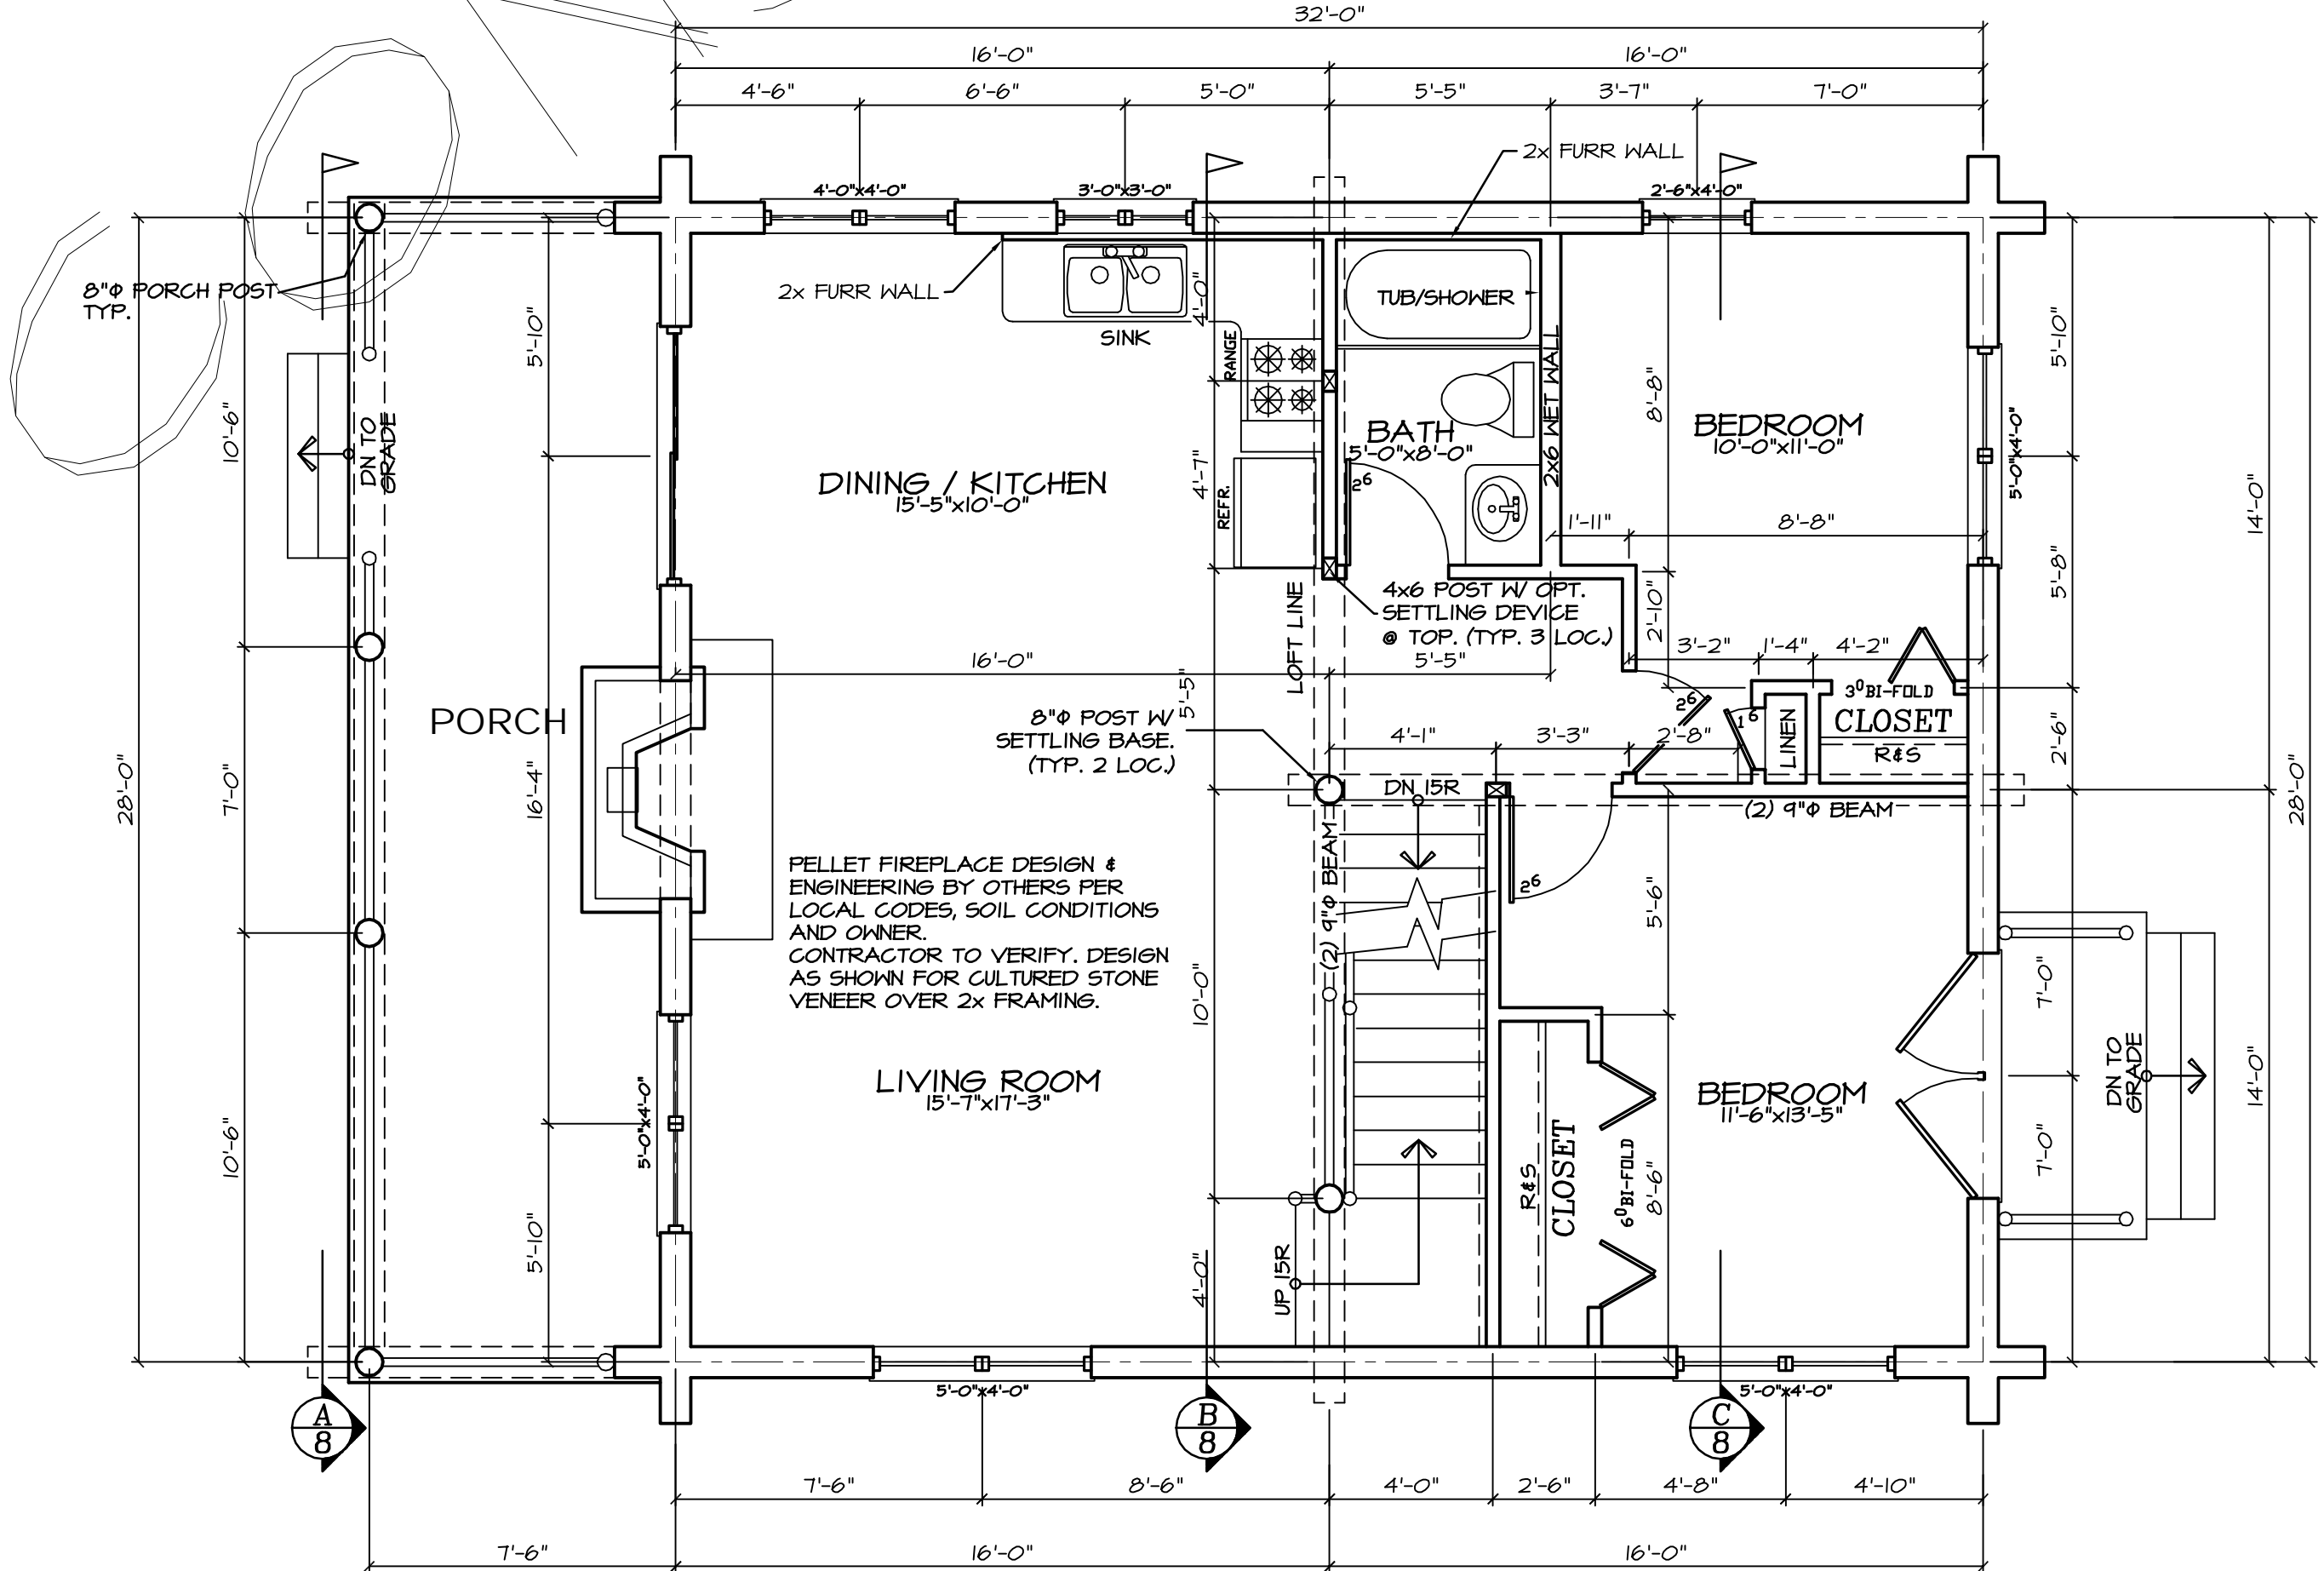 32'-0"
16'-0" 16'-0"
4'-6" 6'-6" 5'-0" 5'-5" 3'-7" 7'-0"
2x FURR WALL
4'-0"x4'-0" 3'-0"x3'-0" 2'-6"x4'-0"
8"Φ PORCH POST
TYP.
2x FURR WALL
SINK
TUB/SHOWER
4'-0"
RANGE
2x6 WET WALL
5'-10"
5'-10"
10'-6"
DN TO
GRADE
8'-8"
BATH
5'-0"x8'-0"
BEDROOM
10'-0"x11'-0"
5'-0"x4'-0"
DINING / KITCHEN
15'-5"x10'-0"
4'-7"
REFR.
2⁶
1'-11" 8'-8"
14'-0"
5'-8"
4x6 POST W/ OPT.
SETTLING DEVICE
@ TOP. (TYP. 3 LOC.)
2'-10"
LOFT LINE
16'-0" 5'-5"
3'-2" 1'-4" 4'-2"
5'-5"
2⁶
1⁶
LINEN
3⁰BI-FOLD
CLOSET
R&S
2'-6"
PORCH
8"Φ POST W/
SETTLING BASE.
(TYP. 2 LOC.)
4'-1" 3'-3" 2'-8"
28'-0"
7'-0"
16'-4"
28'-0"
DN 15R
(2) 9"Φ BEAM
(2) 9"Φ BEAM
2⁶
5'-6"
PELLET FIREPLACE DESIGN &
ENGINEERING BY OTHERS PER
LOCAL CODES, SOIL CONDITIONS
AND OWNER.
CONTRACTOR TO VERIFY. DESIGN
AS SHOWN FOR CULTURED STONE
VENEER OVER 2x FRAMING.
10'-0"
7'-0"
LIVING ROOM
15'-7"x17'-3"
BEDROOM
11'-6"x13'-5"
DN TO
GRADE
14'-0"
10'-6"
5'-0"x4'-0"
7'-0"
R&S
CLOSET
6⁰BI-FOLD
8'-6"
5'-10"
4'-0"
UP 15R
5'-0"x4'-0" 5'-0"x4'-0"
A
8
B
8
C
8
7'-6" 8'-6" 4'-0" 2'-6" 4'-8" 4'-10"
7'-6" 16'-0" 16'-0"